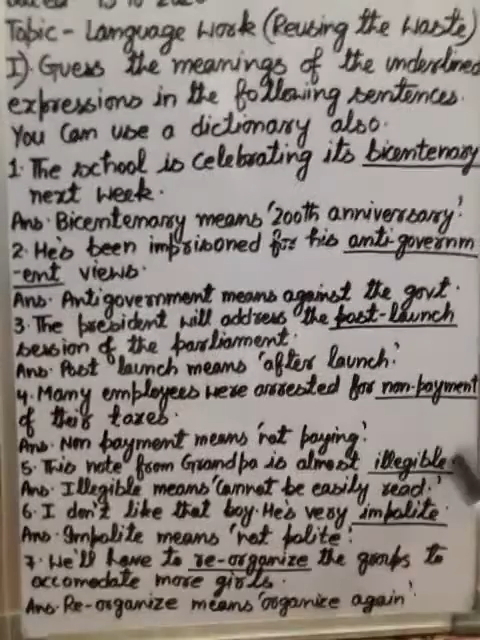 Topic - Language work (Reusing the waste)
I). Guess the meanings of the underlined
expressions in the following sentences.
You can use a dictionary also.
1. The school is celebrating its bicentenary
next week.
Ans. Bicentenary means '200th anniversary'.
2. He's been imprisoned for his anti governm
-ent views.
Ans. Antigovernment means against the govt.
3. The president will address the post-launch
session of the parliament.
Ans. Post launch means 'after launch'.
4. Many employees were arrested for non-payment
of their taxes.
Ans. Non payment means 'not paying'.
5. This note from Grandpa is almost illegible.
Ans. Illegible means 'cannot be easily read.'
6. I don't like that boy. He's very impolite.
Ans. Impolite means 'not polite'.
7. We'll have to re-organize the groups to
accomodate more girls.
Ans. Re-organize means 'organize again'